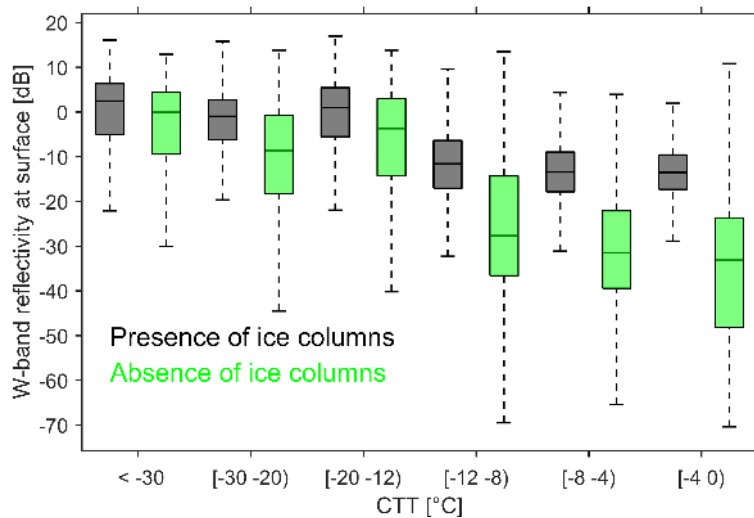 20
10
0
-10
-20
-30
-40
-50
-60
-70
W-band reflectivity at surface [dB]
Presence of ice columns
Absence of ice columns
< -30 [-30 -20) [-20 -12) [-12 -8) [-8 -4) [-4 0)
CTT [°C]